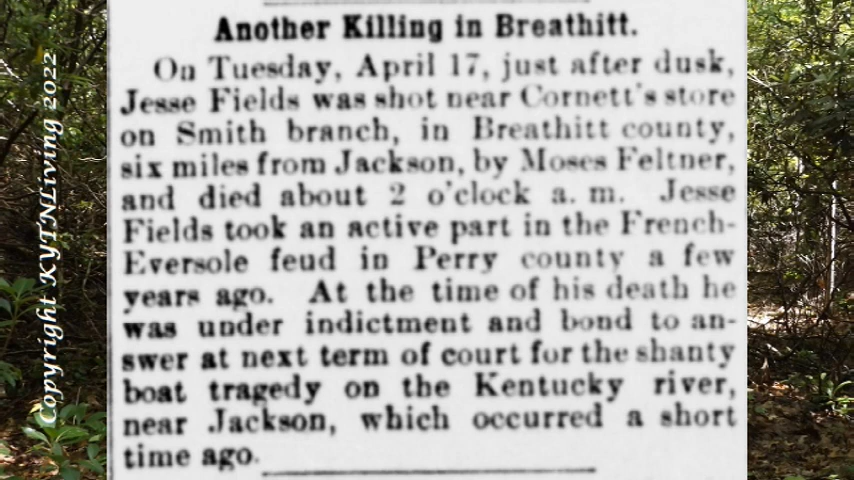 Another Killing in Breathitt.
On Tuesday, April 17, just after dusk,
Jesse Fields was shot near Cornett's store
on Smith branch, in Breathitt county,
six miles from Jackson, by Moses Feltner,
and died about 2 o'clock a. m. Jesse
Fields took an active part in the French-
Eversole feud in Perry county a few
years ago. At the time of his death he
was under indictment and bond to an-
swer at next term of court for the shanty
boat tragedy on the Kentucky river,
near Jackson, which occurred a short
time ago.
Copyright KYTNLiving 2022